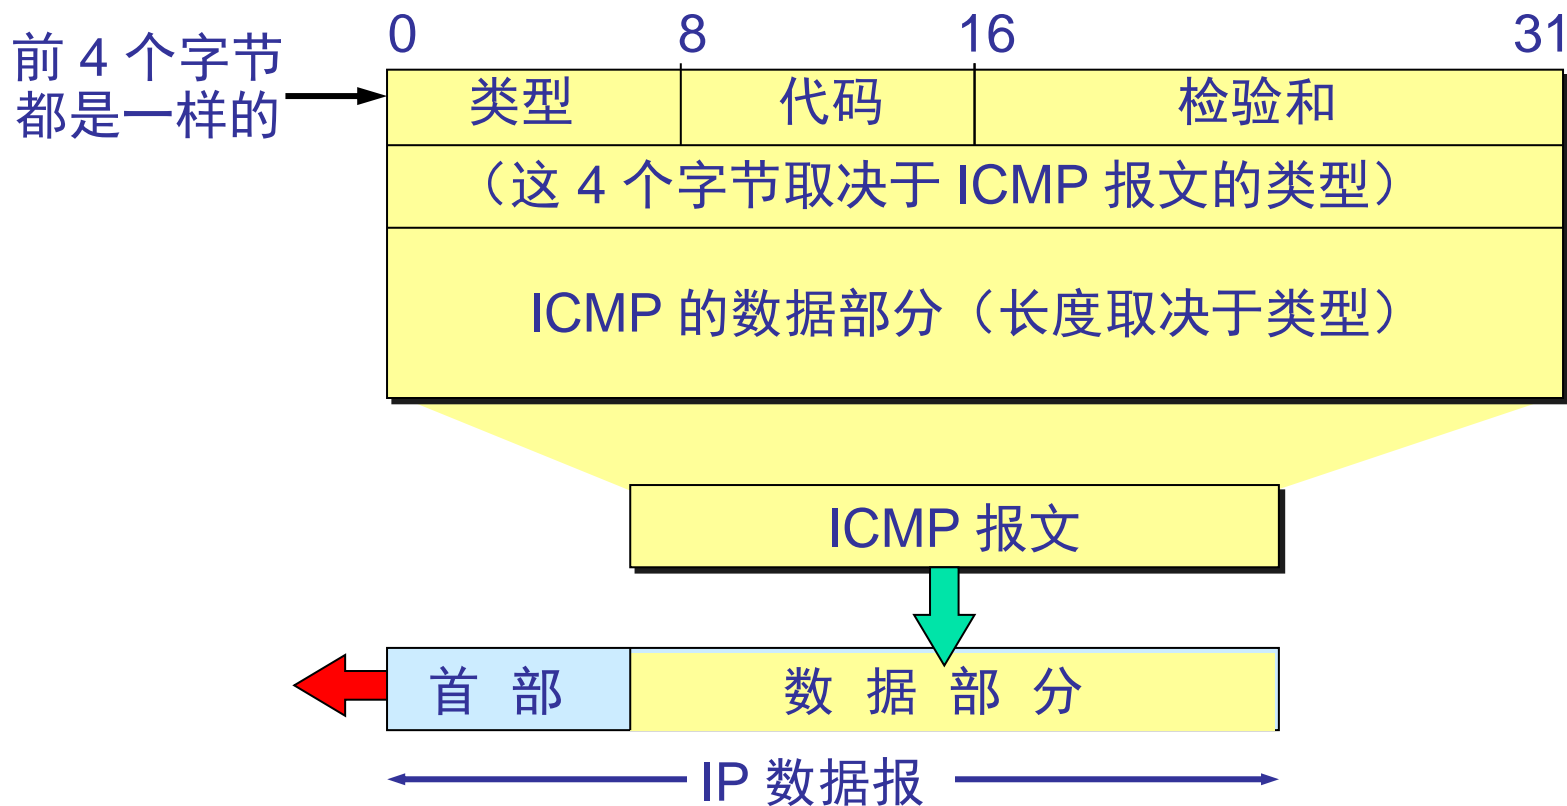 0 8 16 31
前 4 个字节
都是一样的
类型 代码 检验和
（这 4 个字节取决于 ICMP 报文的类型）
ICMP 的数据部分（长度取决于类型）
ICMP 报文
首 部 数 据 部 分
IP 数据报